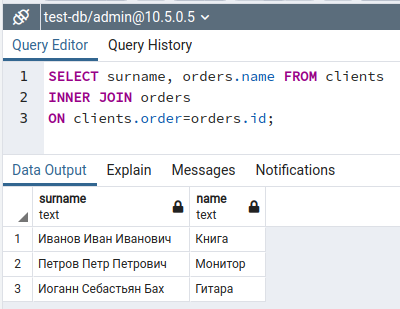 test-db/admin@10.5.0.5
Query Editor Query History
1 SELECT surname, orders.name FROM clients
2 INNER JOIN orders
3 ON clients.order=orders.id;
Data Output Explain Messages Notifications
surname name
text text
1 Иванов Иван Иванович Книга
2 Петров Петр Петрович Монитор
3 Иоганн Себастьян Бах Гитара